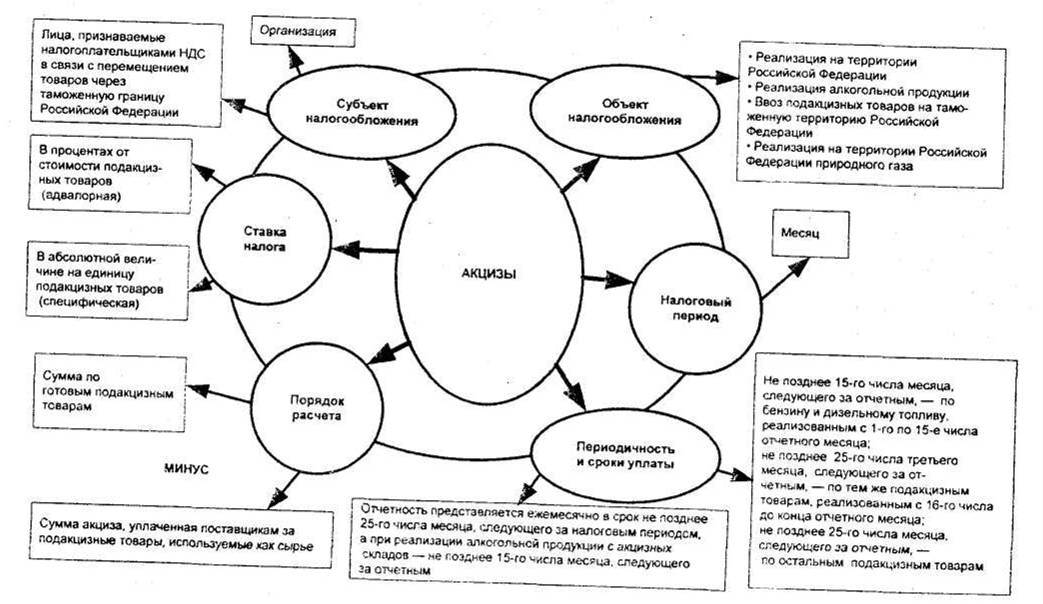 Лица, признаваемые
налогоплательщиками НДС
в связи с перемещением
товаров через
таможенную границу
Российской Федерации
Организация
Субъект
налогообложения
Объект
налогообложения
• Реализация на территории
Российской Федерации
• Реализация алкогольной продукции
• Ввоз подакцизных товаров на тамо-
женную территорию Российской
Федерации
• Реализация на территории Российской
Федерации природного газа
В процентах от
стоимости подакциз-
ных товаров
(адвалорная)
Ставка
налога
В абсолютной вели-
чине на единицу
подакцизных товаров
(специфическая)
АКЦИЗЫ
Месяц
Налоговый
период
Сумма по
готовым подакцизным
товарам
Порядок
расчета
МИНУС
Сумма акциза, уплаченная поставщикам за
подакцизные товары, используемые как сырье
Периодичность
и сроки уплаты
Отчетность представляется ежемесячно в срок не позднее
25-го числа месяца, следующего за налоговым периодом,
а при реализации алкогольной продукции с акцизных
складов — не позднее 15-го числа месяца, следующего
за отчетным
Не позднее 15-го числа месяца,
следующего за отчетным, — по
бензину и дизельному топливу,
реализованным с 1-го по 15-е числа
отчетного месяца;
не позднее 25-го числа третьего
месяца, следующего за от-
четным, — по тем же подакцизным
товарам, реализованным с 16-го числа
до конца отчетного месяца;
не позднее 25-го числа месяца,
следующего за отчетным, —
по остальным подакцизным товарам